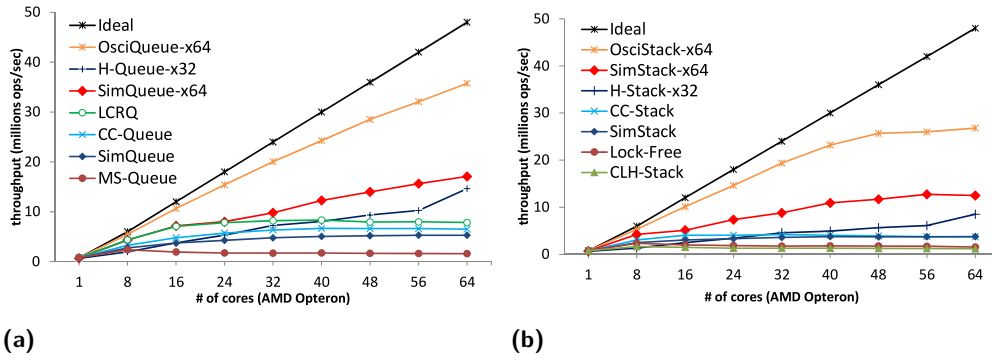 50
40
30
20
10
0
throughput (millions ops/sec)
Ideal
OsciQueue-x64
H-Queue-x32
SimQueue-x64
LCRQ
CC-Queue
SimQueue
MS-Queue
1 8 16 24 32 40 48 56 64
# of cores (AMD Opteron)
(a)
50
40
30
20
10
0
throughput (millions ops/sec)
Ideal
OsciStack-x64
SimStack-x64
H-Stack-x32
CC-Stack
SimStack
Lock-Free
CLH-Stack
1 8 16 24 32 40 48 56 64
# of cores (AMD Opteron)
(b)